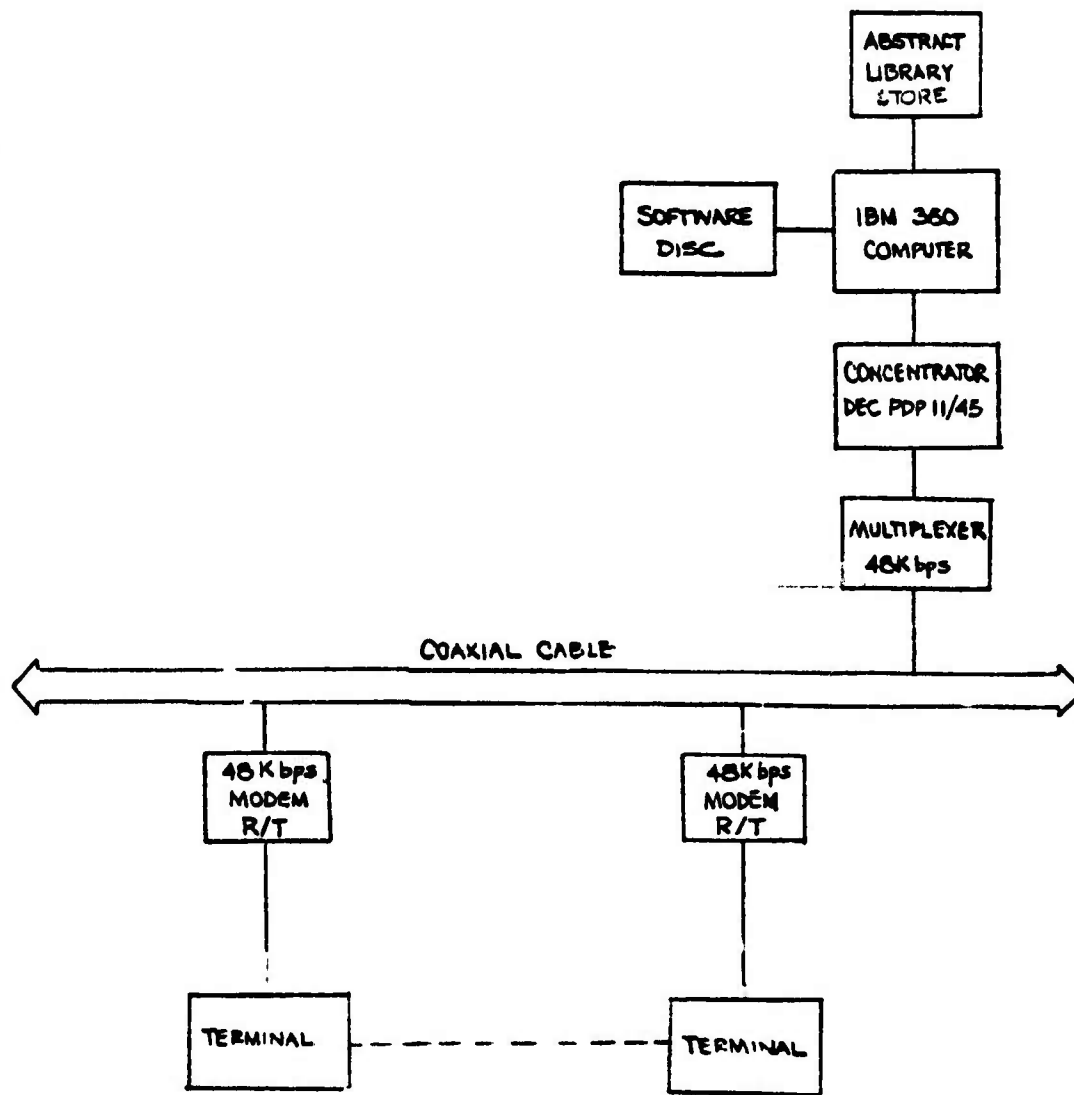 ABSTRACT
LIBRARY
STORE
SOFTWARE
DISC
IBM 360
COMPUTER
CONCENTRATOR
DEC PDP 11/45
MULTIPLEXER
48K bps
COAXIAL CABLE
48K bps
MODEM
R/T
48K bps
MODEM
R/T
TERMINAL
TERMINAL